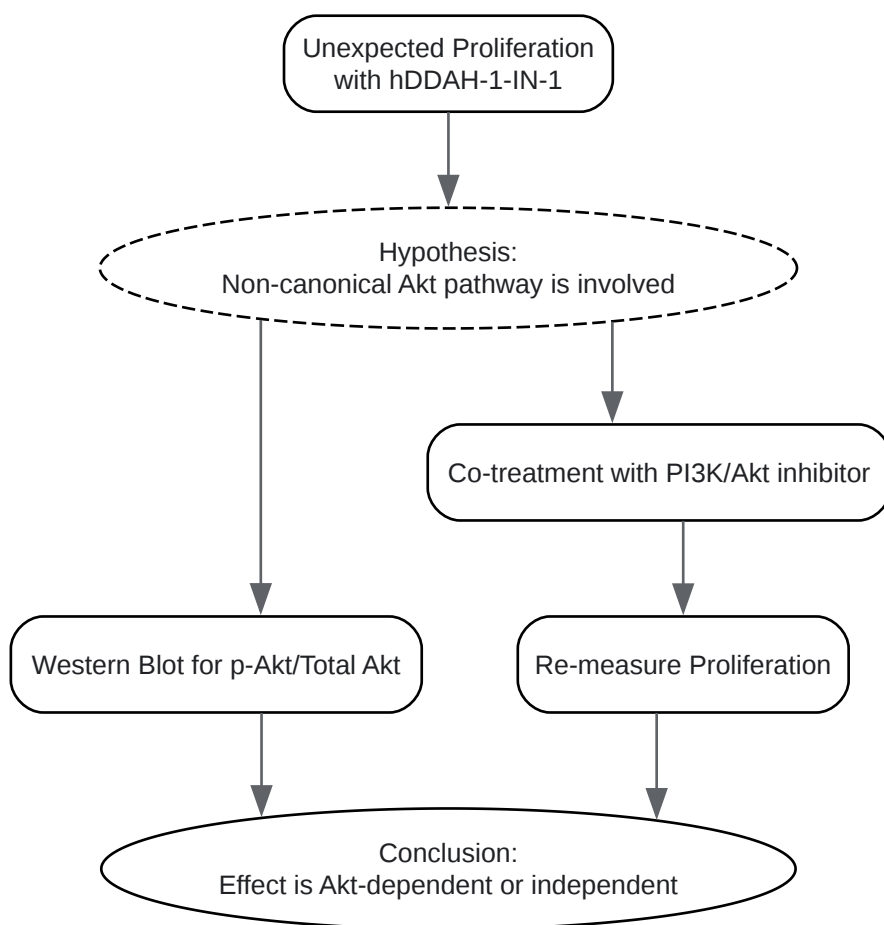 Unexpected Proliferation
with hDDAH-1-IN-1
Hypothesis:
Non-canonical Akt pathway is involved
Co-treatment with PI3K/Akt inhibitor
Western Blot for p-Akt/Total Akt
Re-measure Proliferation
Conclusion:
Effect is Akt-dependent or independent